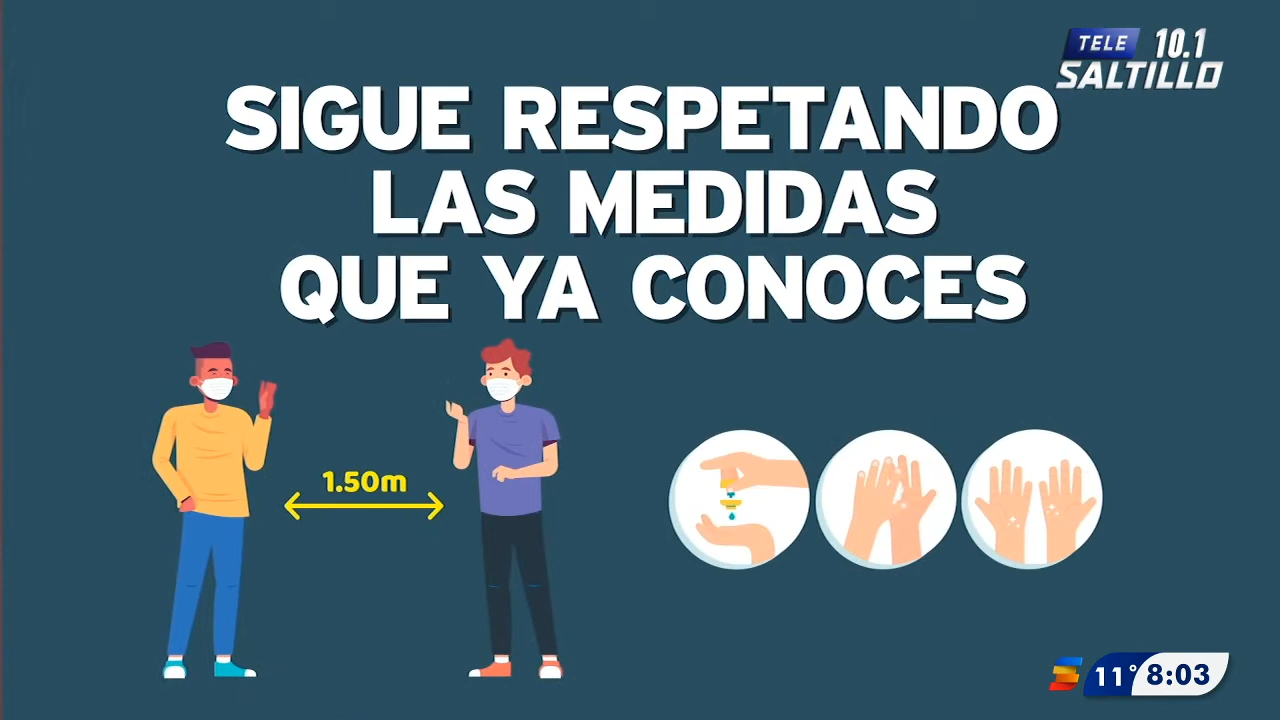 TELE 10.1
SALTILLO
SIGUE RESPETANDO
LAS MEDIDAS
QUE YA CONOCES
1.50m
11° 8:03